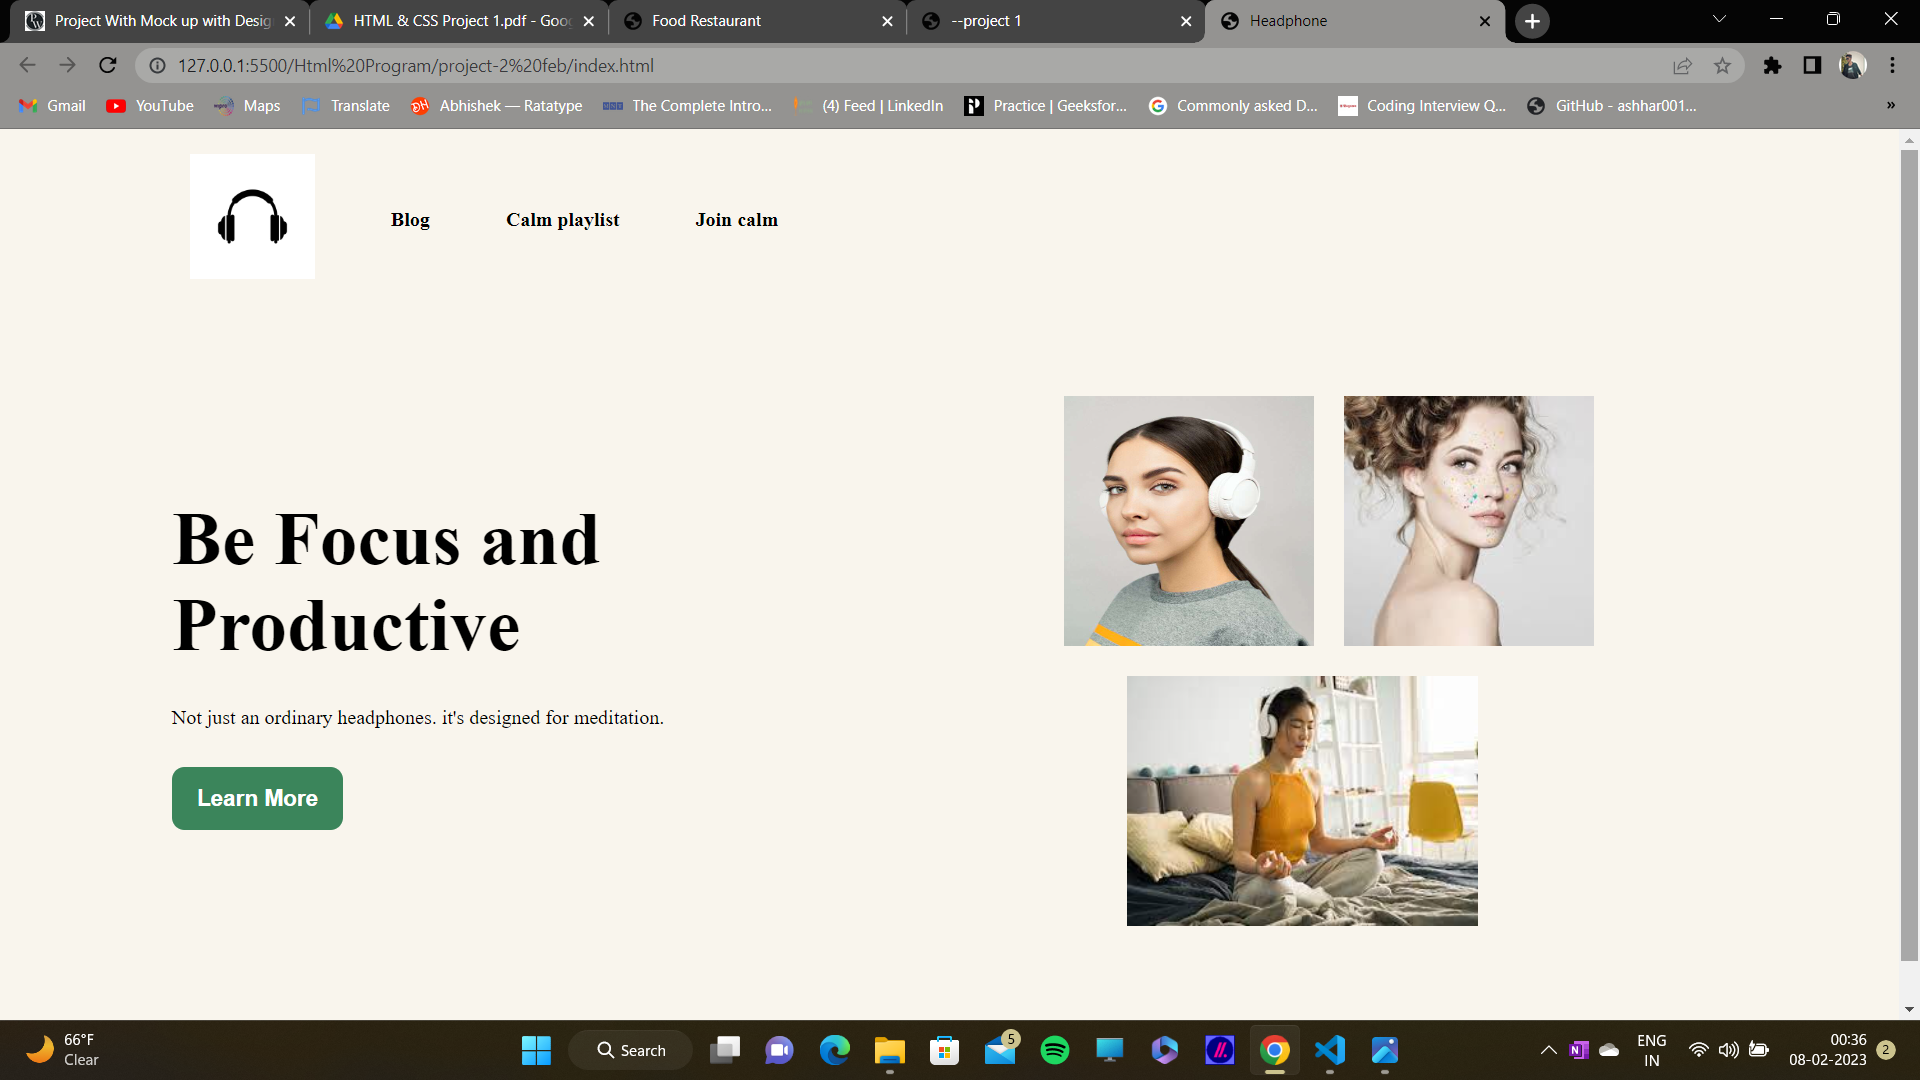 Project With Mock up with Desig
HTML & CSS Project 1.pdf - Goo
Food Restaurant
--project 1
Headphone
127.0.0.1:5500/Html%20Program/project-2%20feb/index.html
Gmail
YouTube
Maps
Translate
Abhishek — Ratatype
The Complete Intro...
(4) Feed | LinkedIn
Practice | Geeksfor...
Commonly asked D...
Coding Interview Q...
GitHub - ashhar001...
»
Blog
Calm playlist
Join calm
Be Focus and
Productive
Not just an ordinary headphones. it's designed for meditation.
Learn More
66°F
Clear
Search
5
ENG
IN
00:36
08-02-2023
2